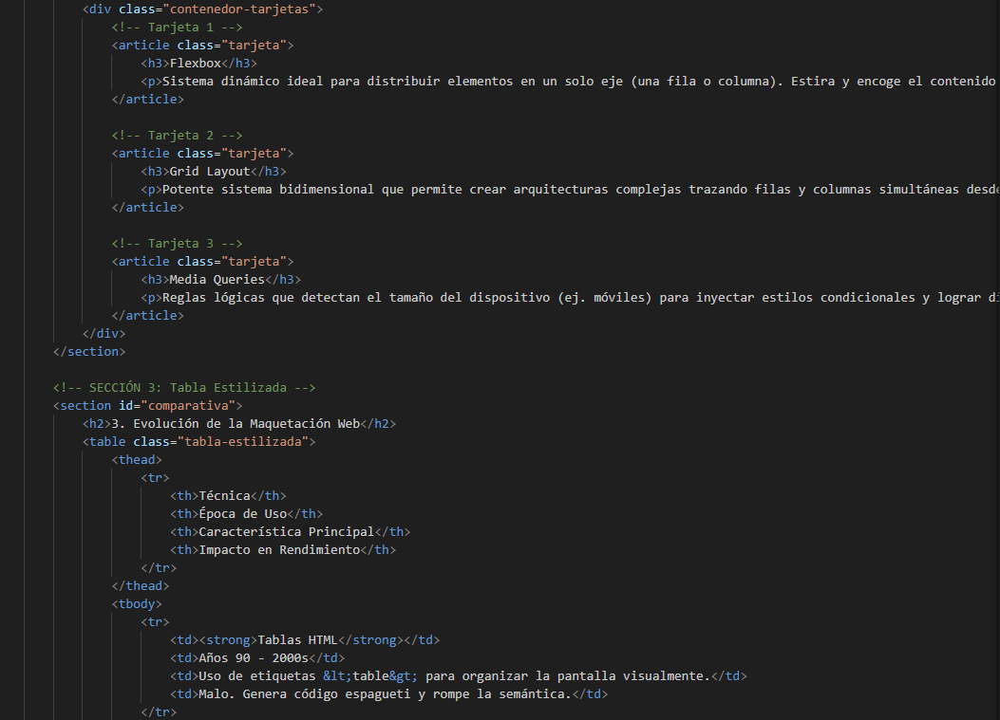 <div class="contenedor-tarjetas">
<!-- Tarjeta 1 -->
<article class="tarjeta">
<h3>Flexbox</h3>
<p>Sistema dinámico ideal para distribuir elementos en un solo eje (una fila o columna). Estira y encoge el contenido
</article>
<!-- Tarjeta 2 -->
<article class="tarjeta">
<h3>Grid Layout</h3>
<p>Potente sistema bidimensional que permite crear arquitecturas complejas trazando filas y columnas simultáneas desde
</article>
<!-- Tarjeta 3 -->
<article class="tarjeta">
<h3>Media Queries</h3>
<p>Reglas lógicas que detectan el tamaño del dispositivo (ej. móviles) para inyectar estilos condicionales y lograr
</article>
</div>
</section>
<!-- SECCIÓN 3: Tabla Estilizada -->
<section id="comparativa">
<h2>3. Evolución de la Maquetación Web</h2>
<table class="tabla-estilizada">
<thead>
<tr>
<th>Técnica</th>
<th>Época de Uso</th>
<th>Característica Principal</th>
<th>Impacto en Rendimiento</th>
</tr>
</thead>
<tbody>
<tr>
<td><strong>Tablas HTML</strong></td>
<td>Años 90 - 2000s</td>
<td>Uso de etiquetas &lt;table&gt; para organizar la pantalla visualmente.</td>
<td>Malo. Genera código espagueti y rompe la semántica.</td>
</tr>